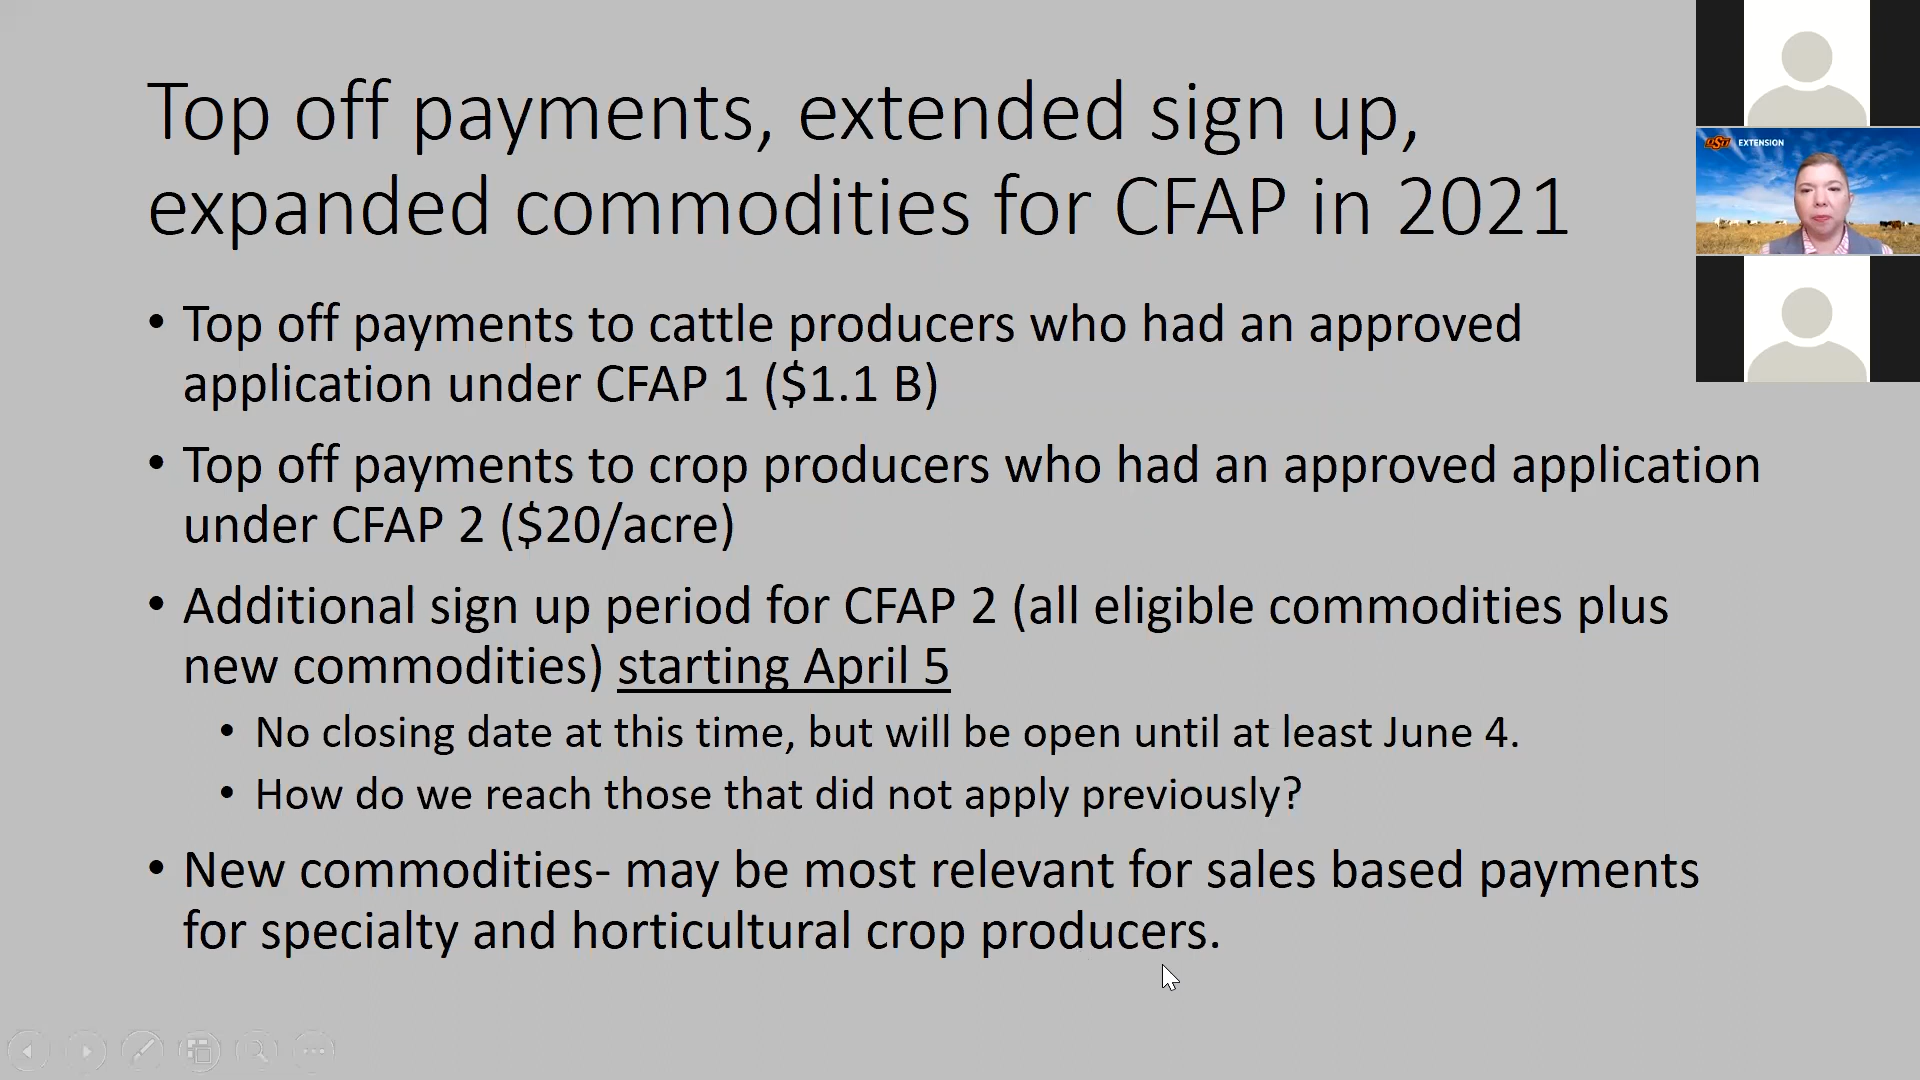 Top off payments, extended sign up,
expanded commodities for CFAP in 2021
• Top off payments to cattle producers who had an approved
application under CFAP 1 ($1.1 B)
• Top off payments to crop producers who had an approved application
under CFAP 2 ($20/acre)
• Additional sign up period for CFAP 2 (all eligible commodities plus
new commodities) starting April 5
• No closing date at this time, but will be open until at least June 4.
• How do we reach those that did not apply previously?
• New commodities- may be most relevant for sales based payments
for specialty and horticultural crop producers.
OSU EXTENSION